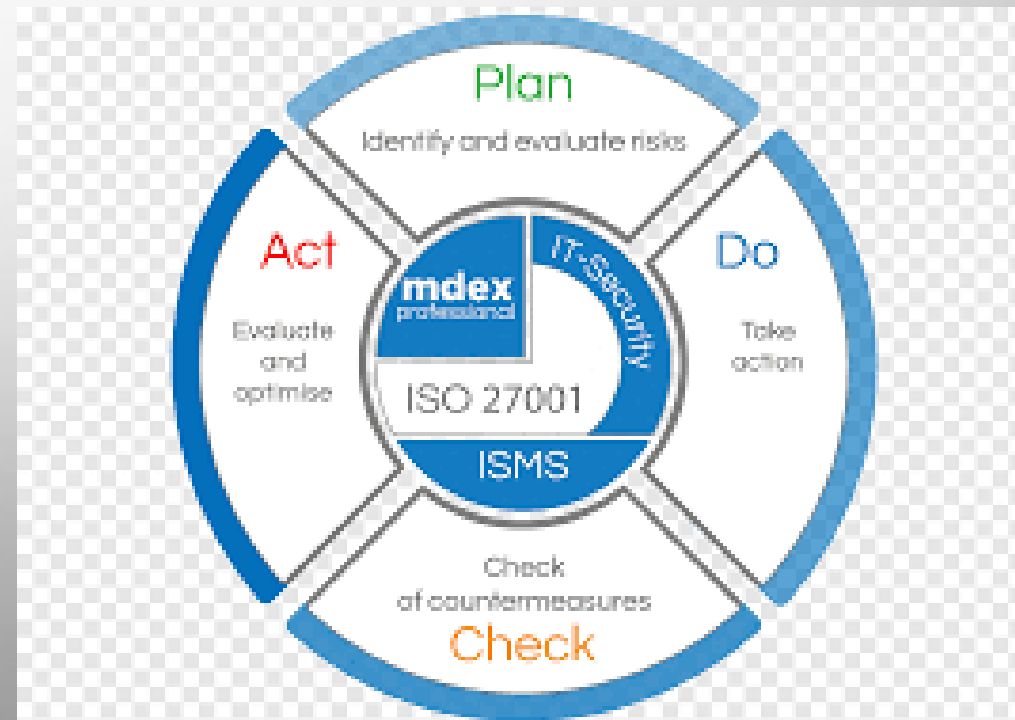 Plan
Identify and evaluate risks
Do
Take
action
Check
of countermeasures
Check
Act
Evaluate
and
optimise
mdex
professional
IT-Security
ISO 27001
ISMS